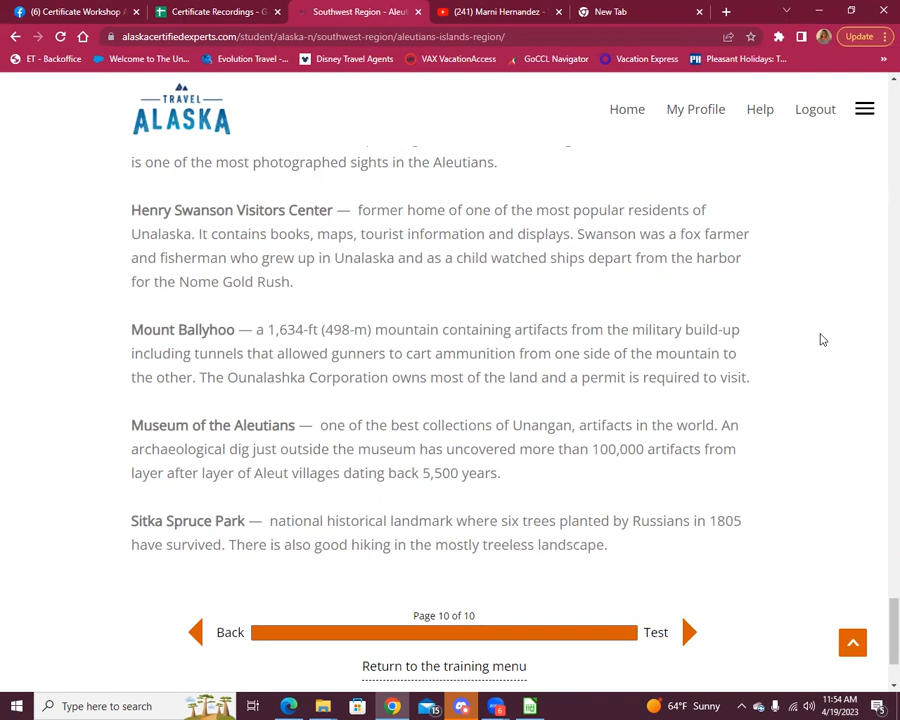 (6) Certificate Workshop
Certificate Recordings - G
Southwest Region - Aleut
(241) Marni Hernandez -
New Tab
alaskacertifiedexperts.com/student/alaska-n/southwest-region/aleutians-islands-region/
Update
ET - Backoffice
Welcome to The Un...
Evolution Travel -...
Disney Travel Agents
VAX VacationAccess
GoCCL Navigator
Vacation Express
Pleasant Holidays: T...
TRAVEL
ALASKA
Home
My Profile
Help
Logout
is one of the most photographed sights in the Aleutians.
Henry Swanson Visitors Center — former home of one of the most popular residents of
Unalaska. It contains books, maps, tourist information and displays. Swanson was a fox farmer
and fisherman who grew up in Unalaska and as a child watched ships depart from the harbor
for the Nome Gold Rush.
Mount Ballyhoo — a 1,634-ft (498-m) mountain containing artifacts from the military build-up
including tunnels that allowed gunners to cart ammunition from one side of the mountain to
the other. The Ounalashka Corporation owns most of the land and a permit is required to visit.
Museum of the Aleutians — one of the best collections of Unangan, artifacts in the world. An
archaeological dig just outside the museum has uncovered more than 100,000 artifacts from
layer after layer of Aleut villages dating back 5,500 years.
Sitka Spruce Park — national historical landmark where six trees planted by Russians in 1805
have survived. There is also good hiking in the mostly treeless landscape.
Page 10 of 10
Back
Test
Return to the training menu
Type here to search
15
6
64°F Sunny
11:54 AM
4/19/2023
5